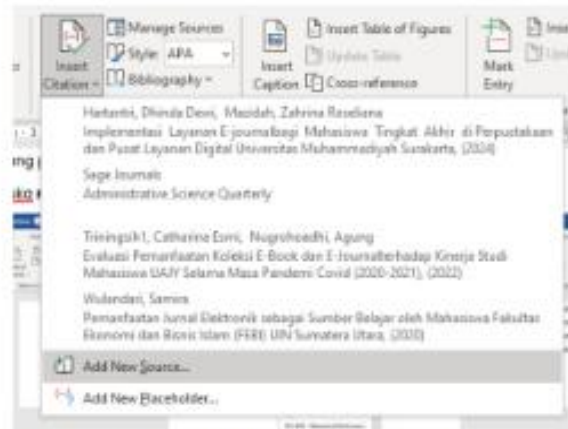 Insert Citation
Manage Sources
Style: APA
Bibliography
Insert Caption
Insert Table of Figures
Update Table
Cross-reference
Mark Entry
Hartantri, Dhinda Dewi, Masidah, Zahrina Roseliana
Implementasi Layanan E-journalbagi Mahasiswa Tingkat Akhir di Perpustakaan
dan Pusat Layanan Digital Universitas Muhammadiyah Surakarta, (2024)
Sage Journals
Administrative Science Quarterly
Triningsih1, Catharina Esmi, Nugrohoadhi, Agung
Evaluasi Pemanfaatan Koleksi E-Book dan E-Journalterhadap Kinerja Studi
Mahasiswa UAJY Selama Masa Pandemi Covid (2020-2021), (2022)
Wulandari, Samira
Pemanfaatan Jurnal Elektronik sebagai Sumber Belajar oleh Mahasiswa Fakultas
Ekonomi dan Bisnis Islam (FEBI) UIN Sumatera Utara, (2020)
Add New Source...
Add New Placeholder...